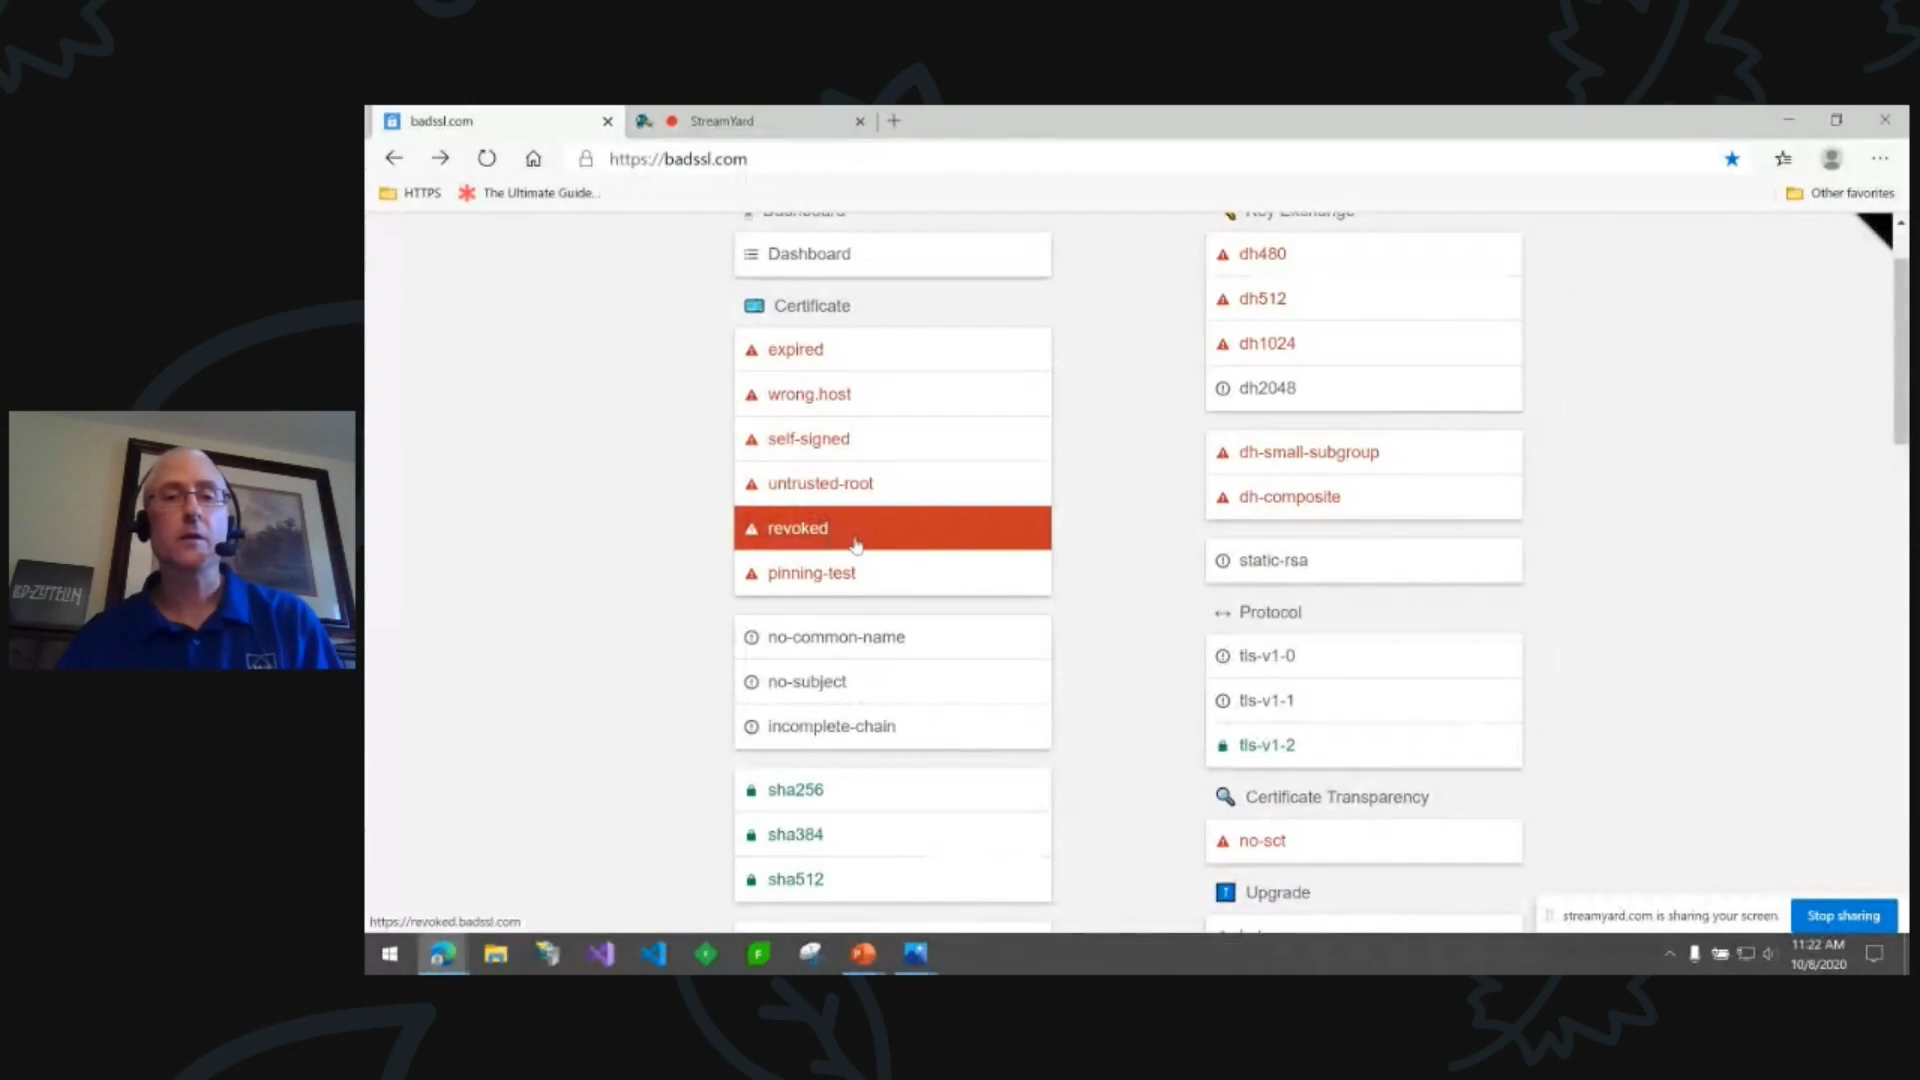 badssl.com
StreamYard
https://badssl.com
HTTPS
The Ultimate Guide...
Other favorites
Dashboard
Dashboard
Certificate
expired
wrong.host
self-signed
untrusted-root
revoked
pinning-test
no-common-name
no-subject
incomplete-chain
sha256
sha384
sha512
Key Exchange
dh480
dh512
dh1024
dh2048
dh-small-subgroup
dh-composite
static-rsa
Protocol
tls-v1-0
tls-v1-1
tls-v1-2
Certificate Transparency
no-sct
Upgrade
https://revoked.badssl.com
streamyard.com is sharing your screen.
Stop sharing
11:22 AM
10/8/2020